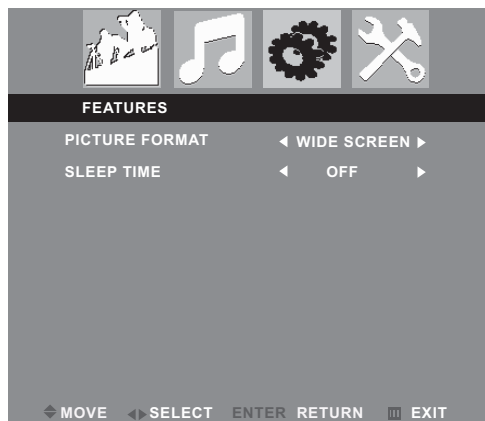 FEATURES
PICTURE FORMAT WIDE SCREEN
SLEEP TIME OFF
MOVE SELECT ENTER RETURN EXIT